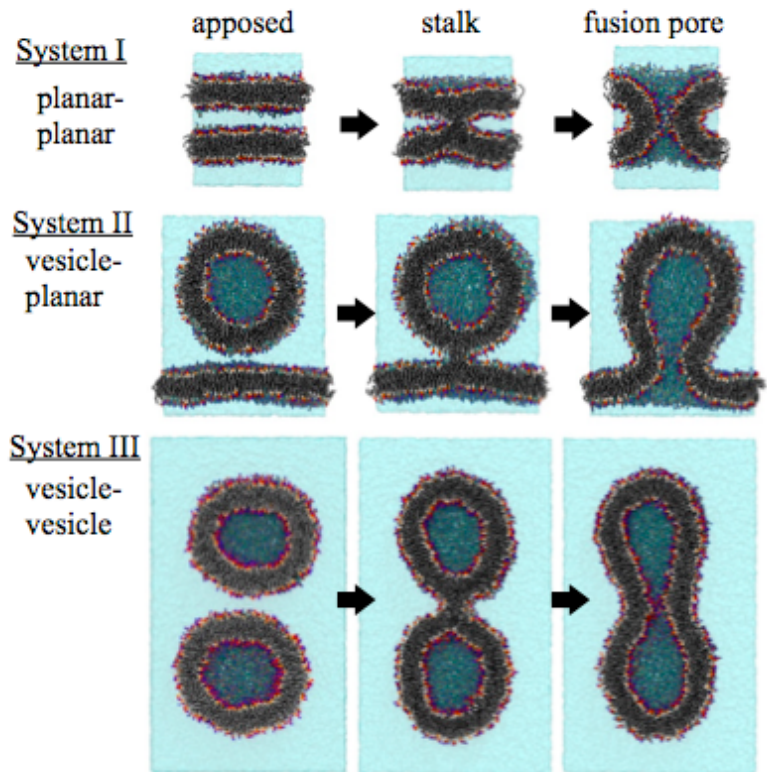 apposed stalk fusion pore
System I
planar-
planar
System II
vesicle-
planar
System III
vesicle-
vesicle